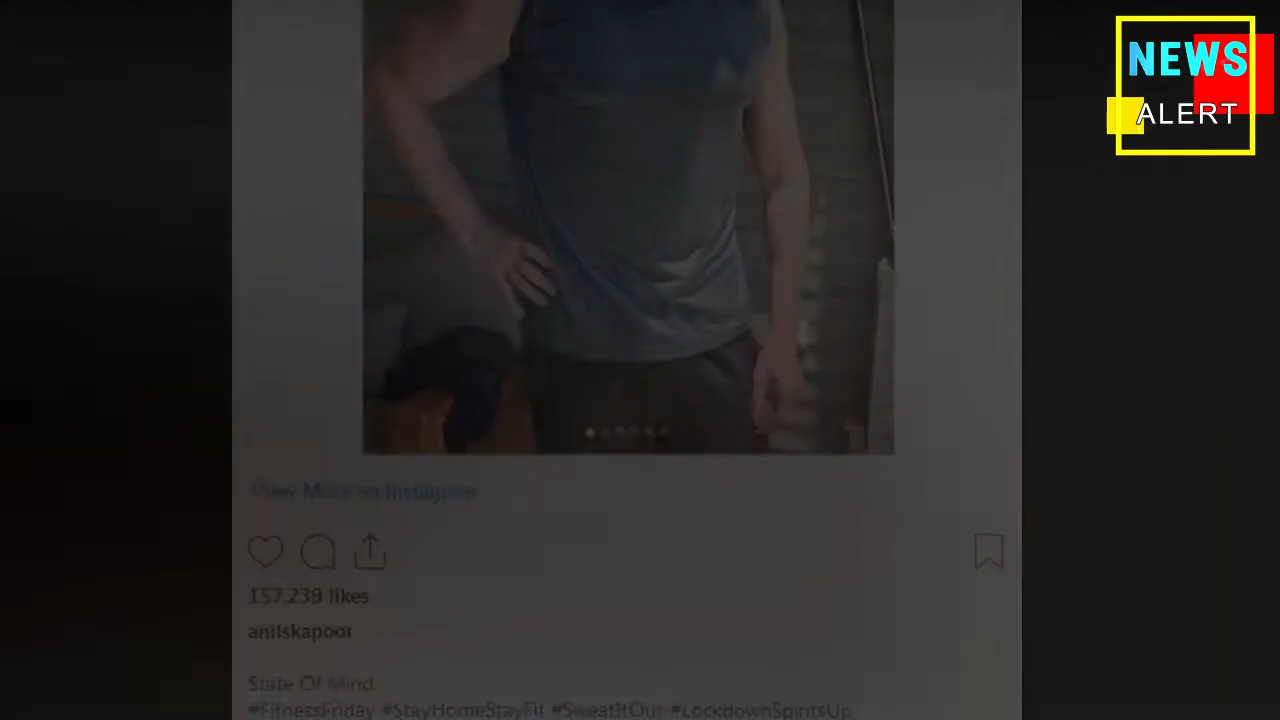 NEWS
ALERT
View More on Instagram
157,239 likes
anilskapoor
State Of Mind.
#FitnessFriday #StayHomeStayFit #SweatItOut #LockdownSpiritsUp